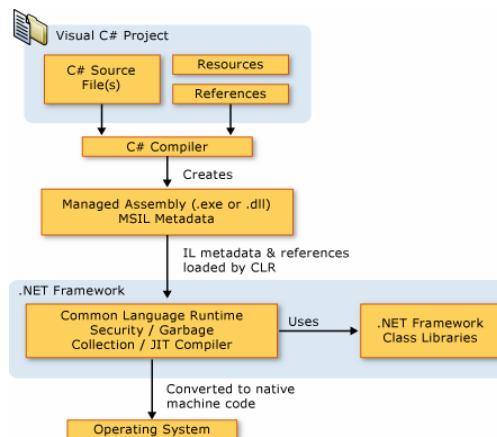 Visual C# Project
C# Source
File(s)
Resources
References
C# Compiler
Creates
Managed Assembly (.exe or .dll)
MSIL Metadata
IL metadata & references
loaded by CLR
.NET Framework
Common Language Runtime
Security / Garbage
Collection / JIT Compiler
Uses
.NET Framework
Class Libraries
Converted to native
machine code
Operating System